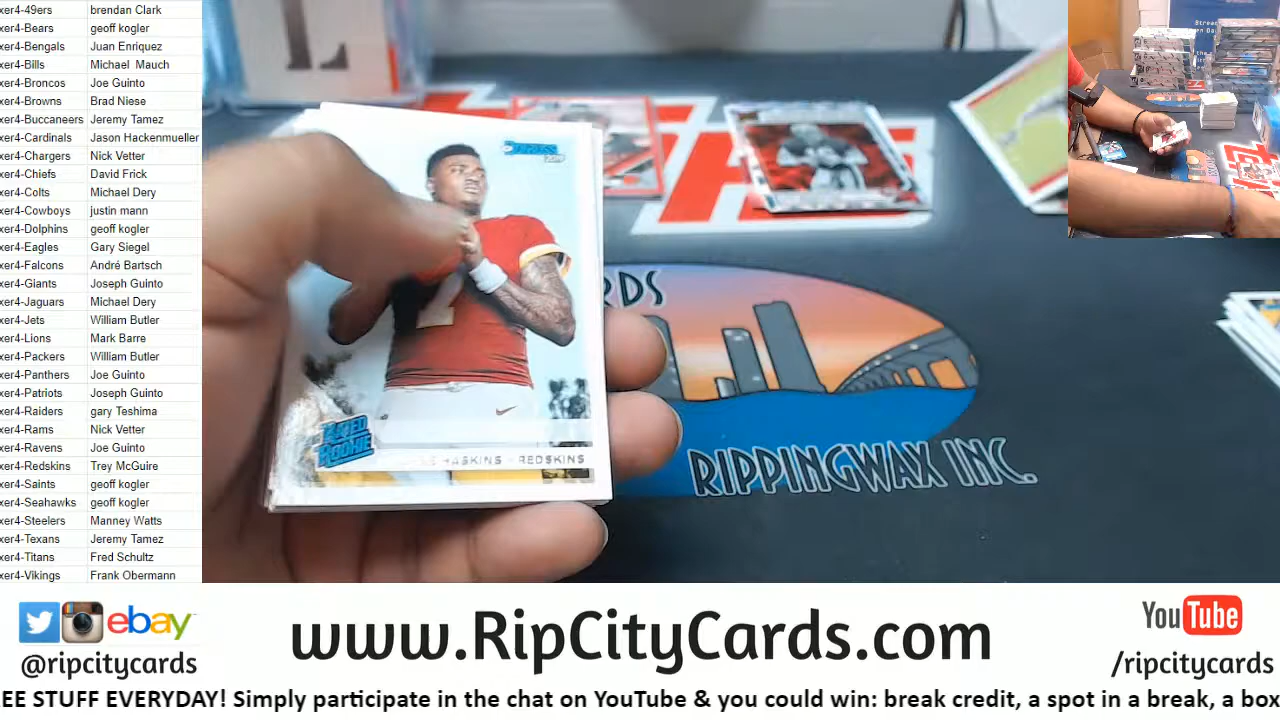 xer4-49ers brendan Clark
xer4-Bears geoff kogler
xer4-Bengals Juan Enriquez
xer4-Bills Michael Mauch
xer4-Broncos Joe Guinto
xer4-Browns Brad Niese
xer4-Buccaneers Jeremy Tamez
xer4-Cardinals Jason Hackenmueller
xer4-Chargers Nick Vetter
xer4-Chiefs David Frick
xer4-Colts Michael Dery
xer4-Cowboys justin mann
xer4-Dolphins geoff kogler
xer4-Eagles Gary Siegel
xer4-Falcons André Bartsch
xer4-Giants Joseph Guinto
xer4-Jaguars Michael Dery
xer4-Jets William Butler
xer4-Lions Mark Barre
xer4-Packers William Butler
xer4-Panthers Joe Guinto
xer4-Patriots Joseph Guinto
xer4-Raiders gary Teshima
xer4-Rams Nick Vetter
xer4-Ravens Joe Guinto
xer4-Redskins Trey McGuire
xer4-Saints geoff kogler
xer4-Seahawks geoff kogler
xer4-Steelers Manney Watts
xer4-Texans Jeremy Tamez
xer4-Titans Fred Schultz
xer4-Vikings Frank Obermann
RATED
ROOKIE
HASKINS - REDSKINS
RDS
RIPPINGWAX INC.
ebay
@ripcitycards
www.RipCityCards.com
YouTube
/ripcitycards
EE STUFF EVERYDAY! Simply participate in the chat on YouTube & you could win: break credit, a spot in a break, a box